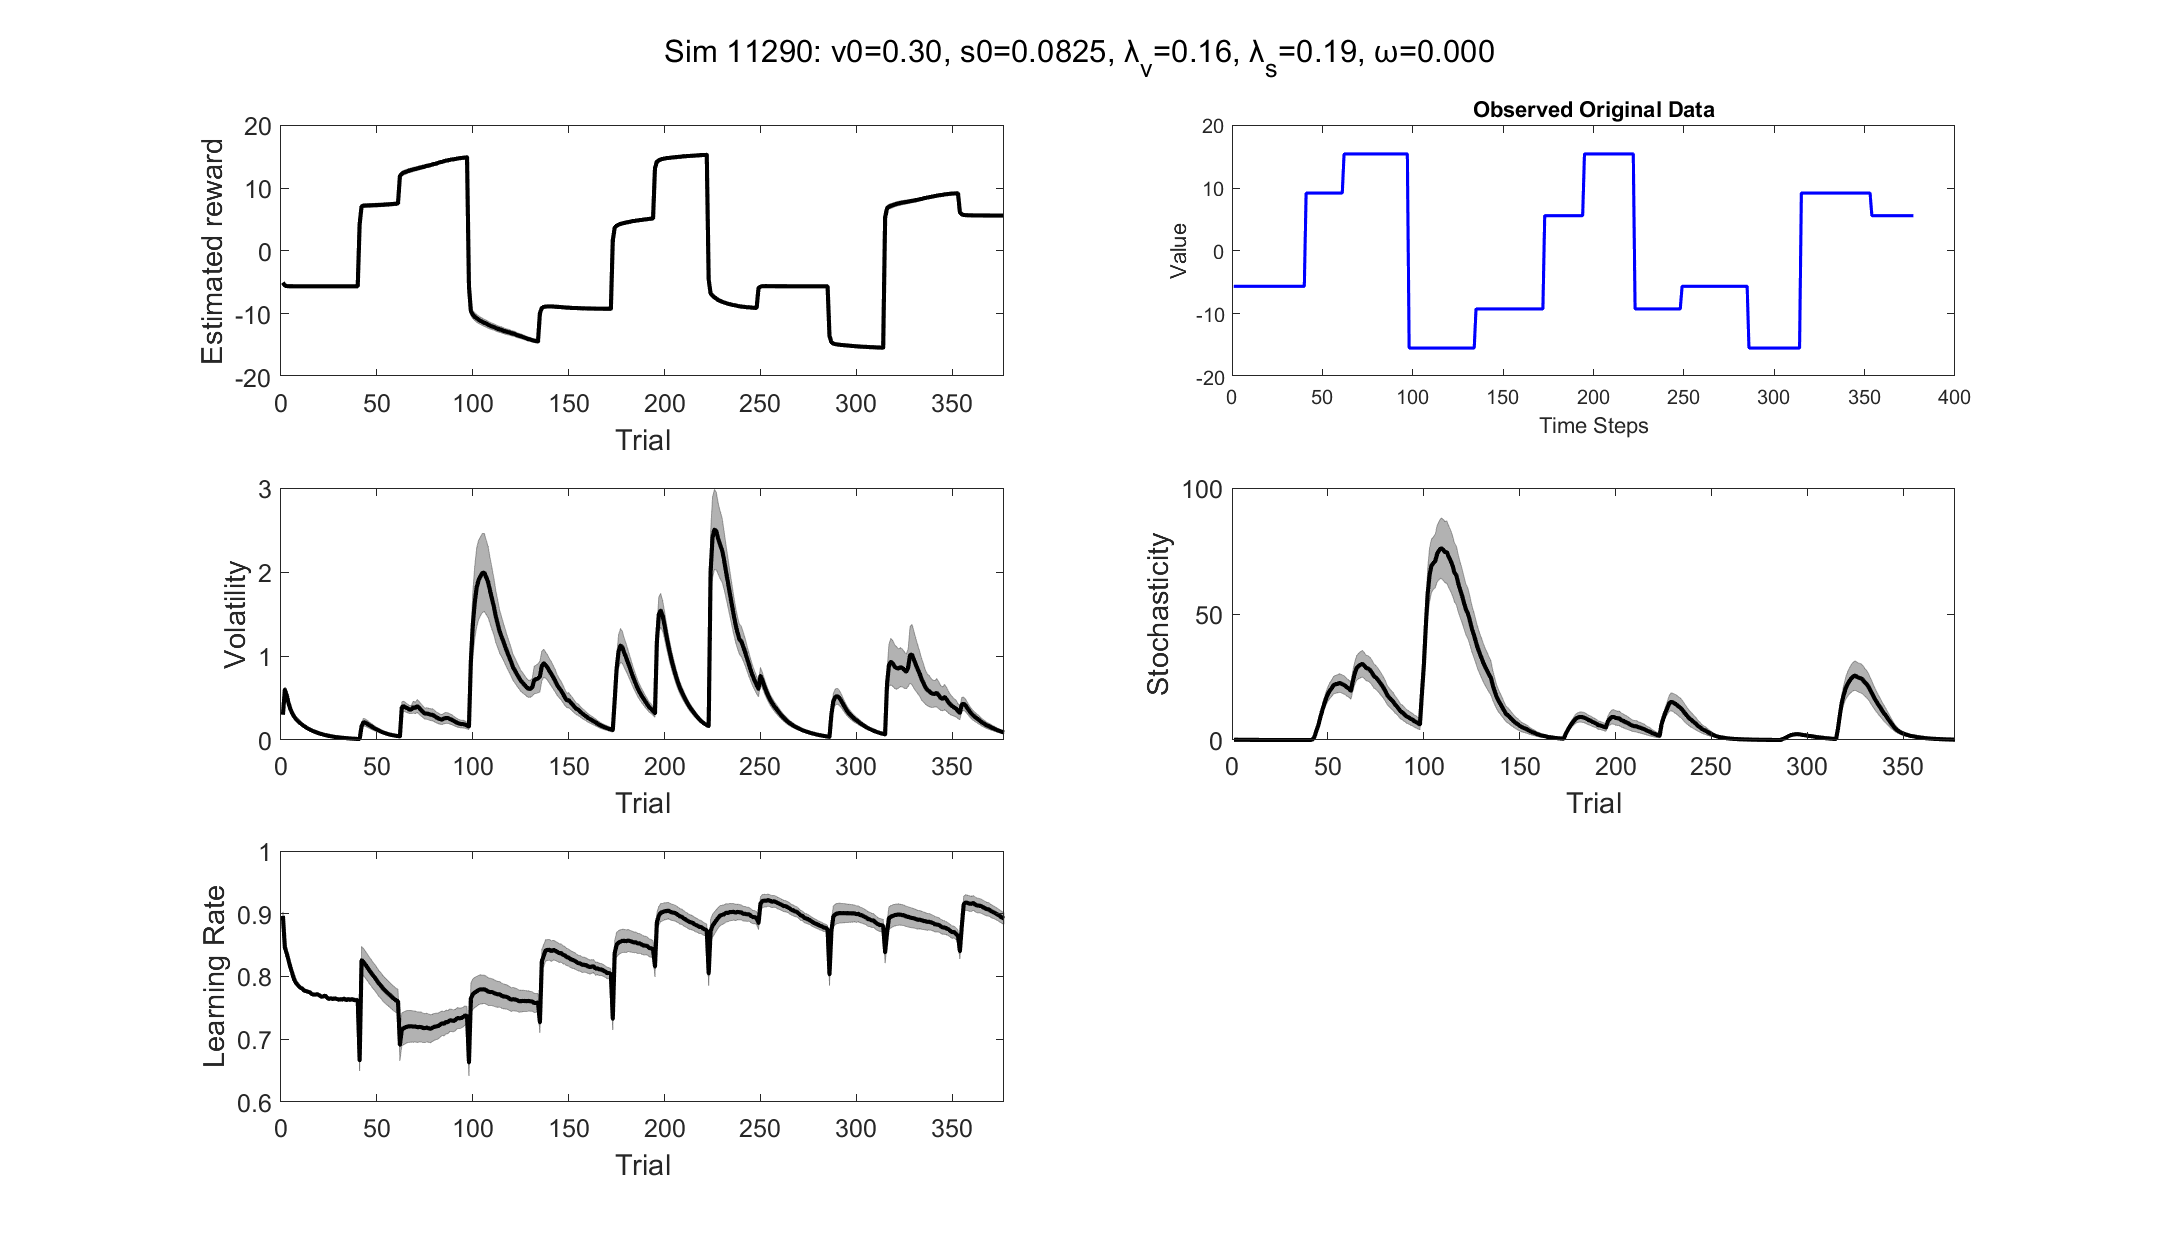 Sim 11290: v0=0.30, s0=0.0825, λ_v=0.16, λ_s=0.19, ω=0.000
Estimated reward
20
10
0
-10
-20
0 50 100 150 200 250 300 350
Trial
Observed Original Data
Value
20
10
0
-10
-20
0 50 100 150 200 250 300 350 400
Time Steps
Volatility
3
2
1
0
0 50 100 150 200 250 300 350
Trial
Stochasticity
100
50
0
0 50 100 150 200 250 300 350
Trial
Learning Rate
1
0.9
0.8
0.7
0.6
0 50 100 150 200 250 300 350
Trial